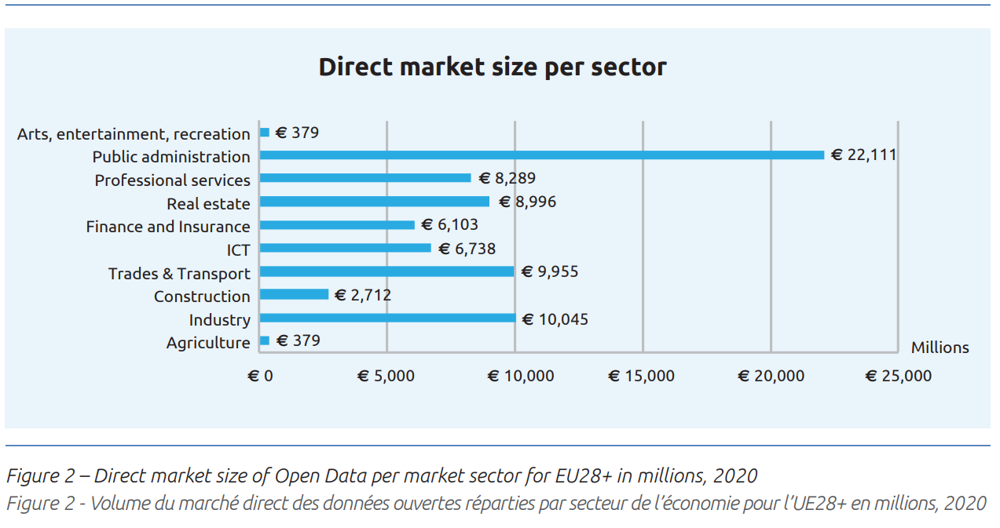 Direct market size per sector
Arts, entertainment, recreation € 379
Public administration € 22,111
Professional services € 8,289
Real estate € 8,996
Finance and Insurance € 6,103
ICT € 6,738
Trades & Transport € 9,955
Construction € 2,712
Industry € 10,045
Agriculture € 379
Millions
€ 0 € 5,000 € 10,000 € 15,000 € 20,000 € 25,000
Figure 2 – Direct market size of Open Data per market sector for EU28+ in millions, 2020
Figure 2 - Volume du marché direct des données ouvertes réparties par secteur de l’économie pour l’UE28+ en millions, 2020